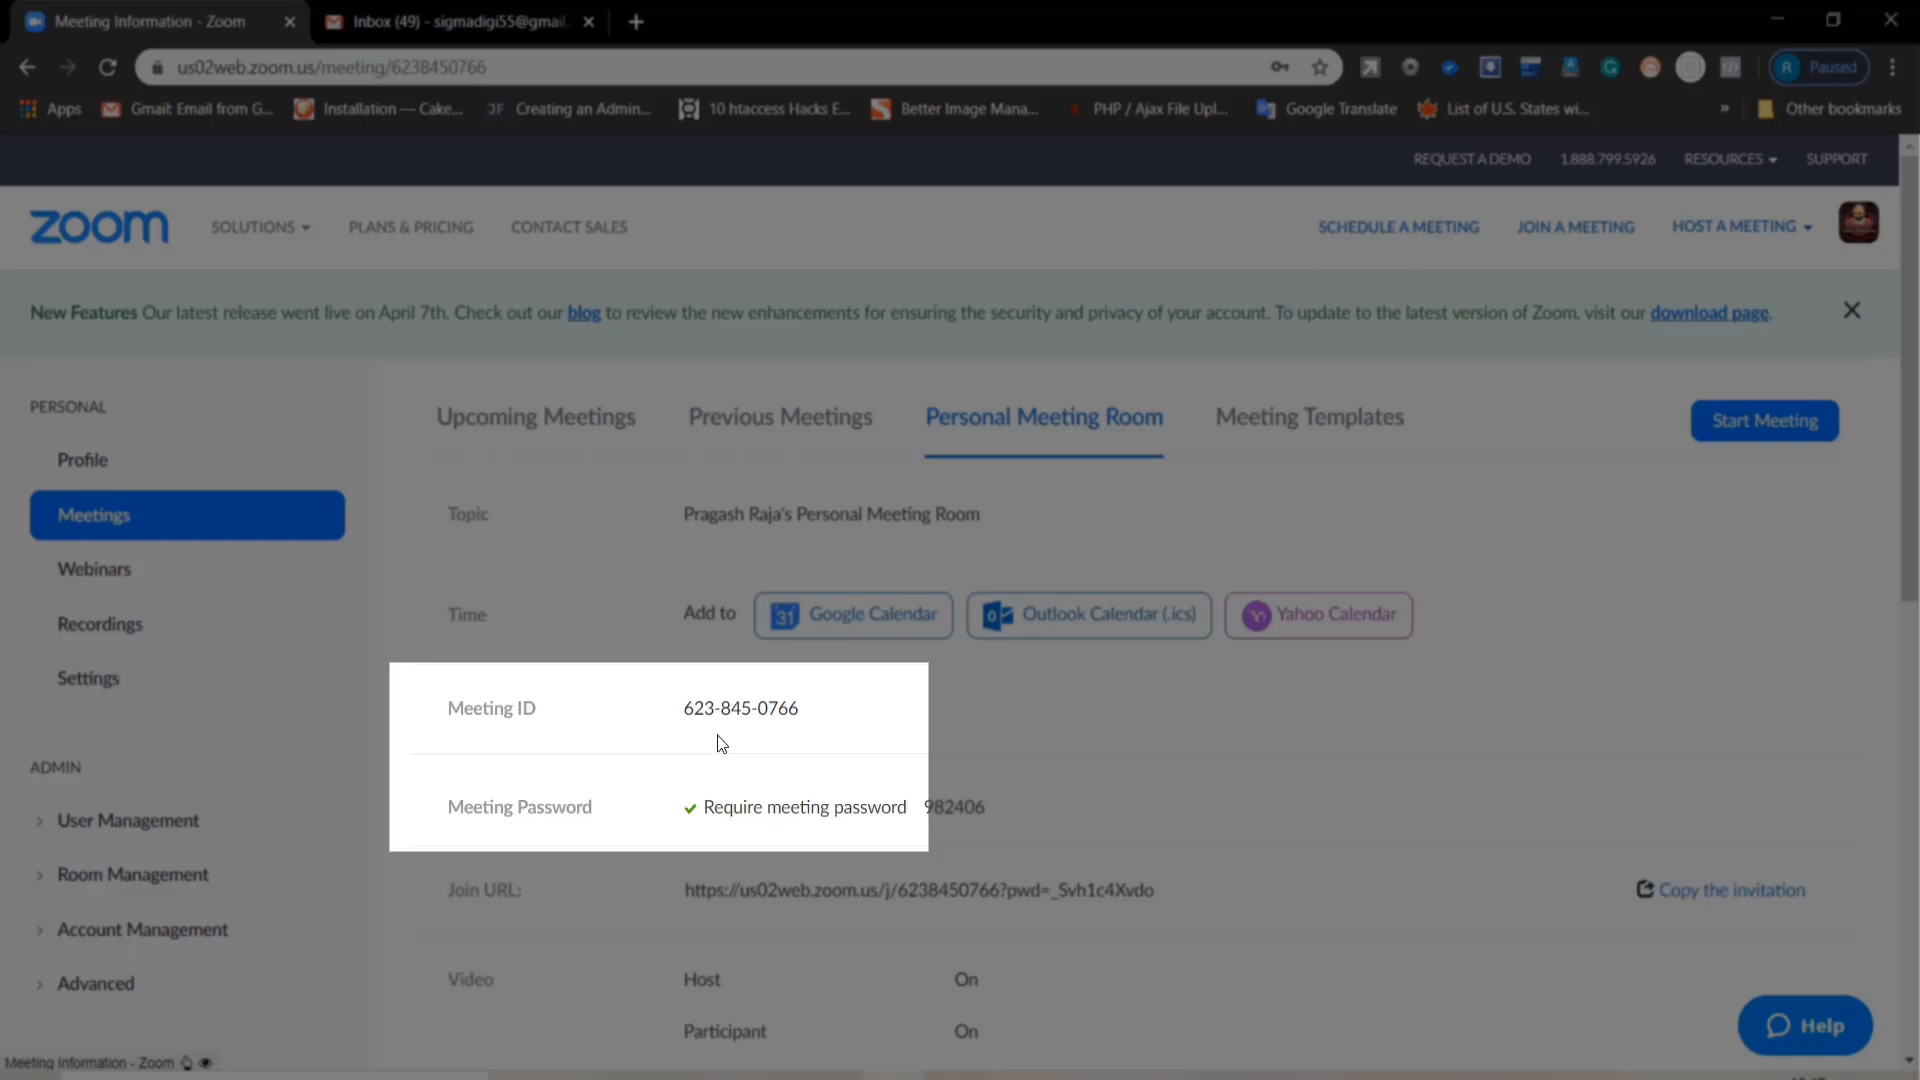 Meeting Information - Zoom
Inbox (49) - sigmadigi55@gmail
us02web.zoom.us/meeting/6238450766
R Paused
Apps
Gmail: Email from G...
Installation — Cake...
JF Creating an Admin...
10 htaccess Hacks E...
Better Image Mana...
PHP / Ajax File Upl...
Google Translate
List of U.S. States wi...
»
Other bookmarks
REQUEST A DEMO
1.888.799.5926
RESOURCES
SUPPORT
zoom
SOLUTIONS
PLANS & PRICING
CONTACT SALES
SCHEDULE A MEETING
JOIN A MEETING
HOST A MEETING
New Features Our latest release went live on April 7th. Check out our blog to review the new enhancements for ensuring the security and privacy of your account. To update to the latest version of Zoom, visit our download page.
PERSONAL
Profile
Meetings
Webinars
Recordings
Settings
ADMIN
User Management
Room Management
Account Management
Advanced
Upcoming Meetings
Previous Meetings
Personal Meeting Room
Meeting Templates
Start Meeting
Topic
Pragash Raja's Personal Meeting Room
Time
Add to
31 Google Calendar
Outlook Calendar (.ics)
Yahoo Calendar
Meeting ID
623-845-0766
Meeting Password
Require meeting password 982406
Join URL:
https://us02web.zoom.us/j/6238450766?pwd=_Svh1c4Xvdo
Copy the invitation
Video
Host
On
Participant
On
Help
Meeting Information - Zoom